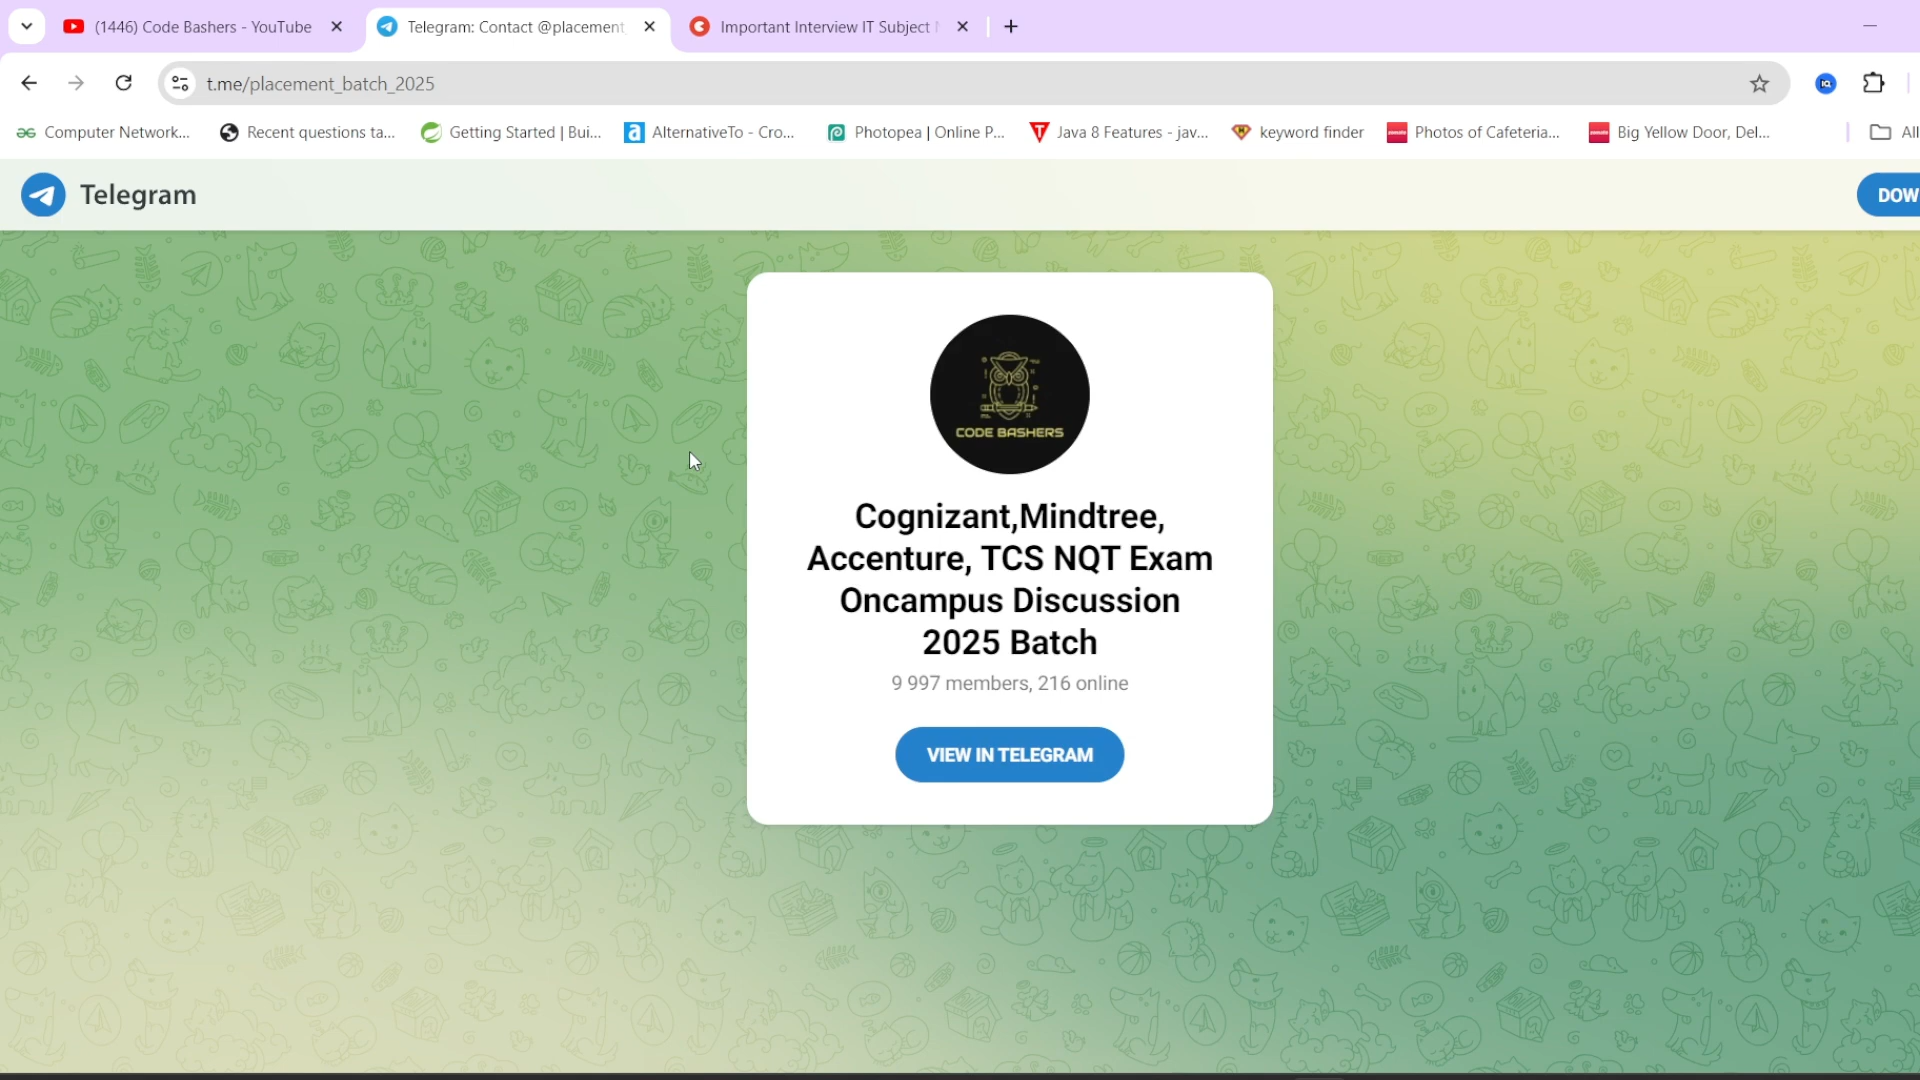 (1446) Code Bashers - YouTube
Telegram: Contact @placement
Important Interview IT Subject
t.me/placement_batch_2025
Computer Network...
Recent questions ta...
Getting Started | Bui...
AlternativeTo - Cro...
Photopea | Online P...
Java 8 Features - jav...
keyword finder
Photos of Cafeteria...
Big Yellow Door, Del...
All
Telegram
DOW
CODE BASHERS
Cognizant,Mindtree,
Accenture, TCS NQT Exam
Oncampus Discussion
2025 Batch
9 997 members, 216 online
VIEW IN TELEGRAM